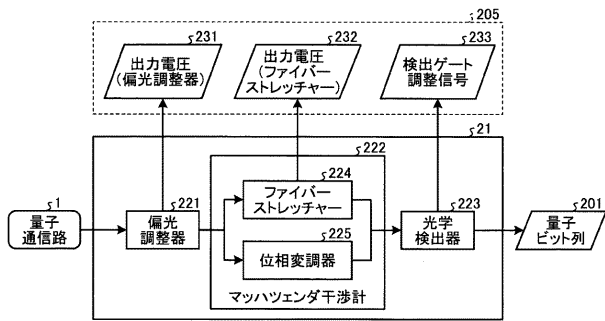 205
231
出力電圧
(偏光調整器)
232
出力電圧
(ファイバー
ストレッチャー)
233
検出ゲート
調整信号
21
222
1
量子
通信路
221
偏光
調整器
224
ファイバー
ストレッチャー
225
位相変調器
マッハツェンダ干渉計
223
光学
検出器
201
量子
ビット列